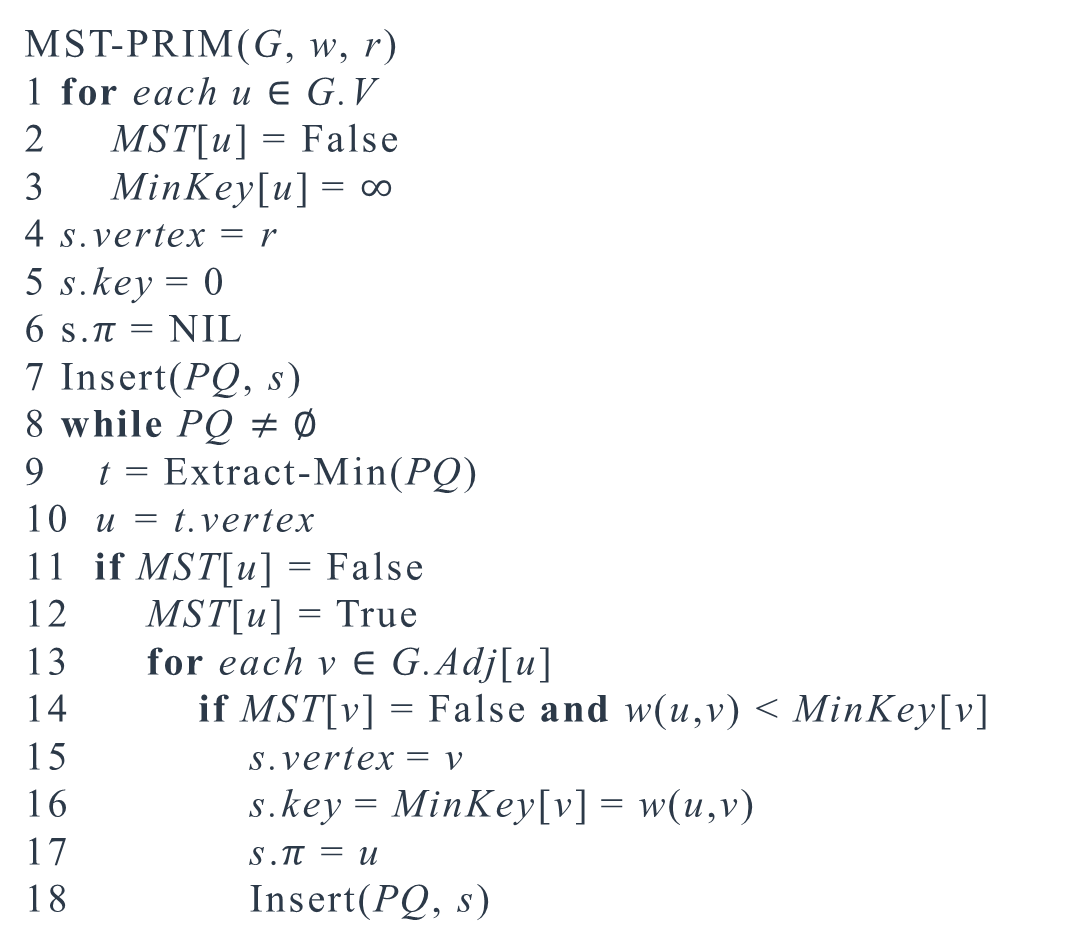 MST-PRIM(G, w, r)
1 for each u ∈ G.V
2 MST[u] = False
3 MinKey[u] = ∞
4 s.vertex = r
5 s.key = 0
6 s.π = NIL
7 Insert(PQ, s)
8 while PQ ≠ ∅
9 t = Extract-Min(PQ)
10 u = t.vertex
11 if MST[u] = False
12 MST[u] = True
13 for each v ∈ G.Adj[u]
14 if MST[v] = False and w(u,v) < MinKey[v]
15 s.vertex = v
16 s.key = MinKey[v] = w(u,v)
17 s.π = u
18 Insert(PQ, s)